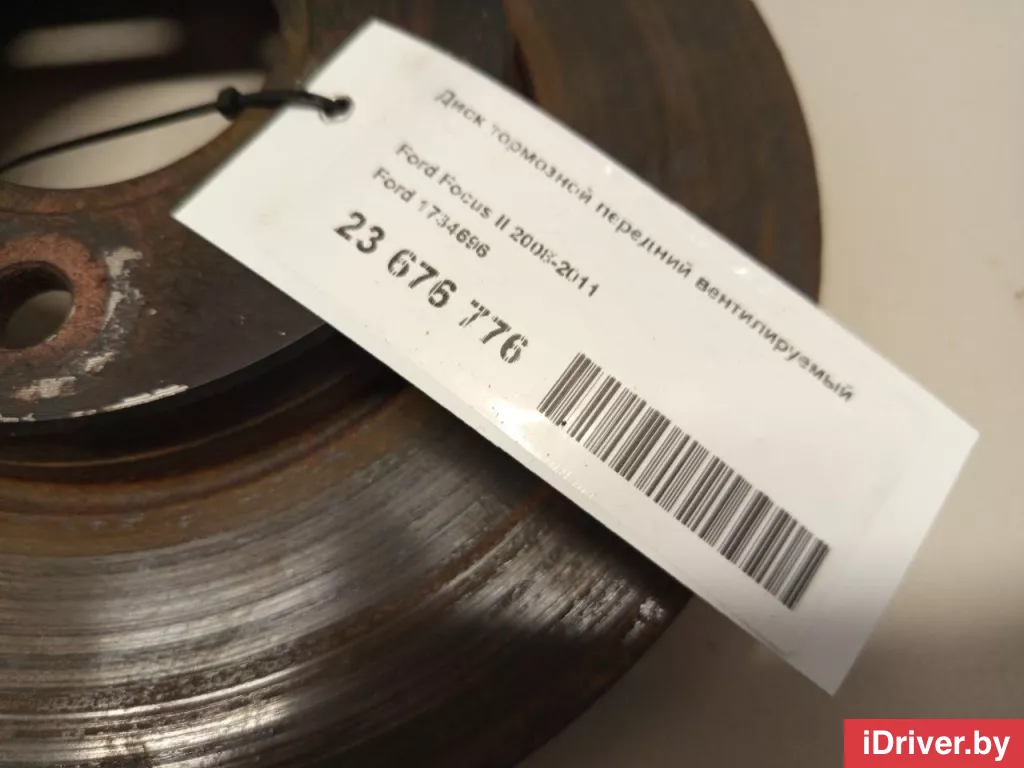 Диск тормозной передний вентилируемый
Ford Focus II 2008-2011
Ford 1734696
23 676 776
iDriver.by